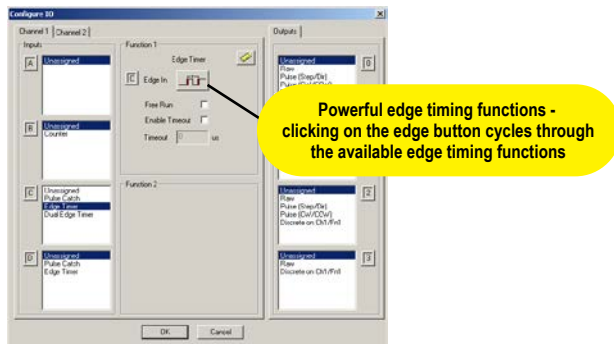 Configure IO
Channel 1
Channel 2
Inputs
A
Unassigned
B
Unassigned
Counter
C
Unassigned
Pulse Catch
Edge Timer
Dual Edge Timer
D
Unassigned
Pulse Catch
Edge Timer
Function 1
Edge Timer
C
Edge In
Free Run
Enable Timeout
Timeout
0
us
Function 2
Outputs
Unassigned
Raw
Pulse (Step/Dir)
0
Powerful edge timing functions -
clicking on the edge button cycles through
the available edge timing functions
Unassigned
Raw
Pulse (Step/Dir)
Pulse (CW/CCW)
Discrete on Ch1/Fn1
2
Unassigned
Raw
Discrete on Ch1/Fn1
3
OK
Cancel